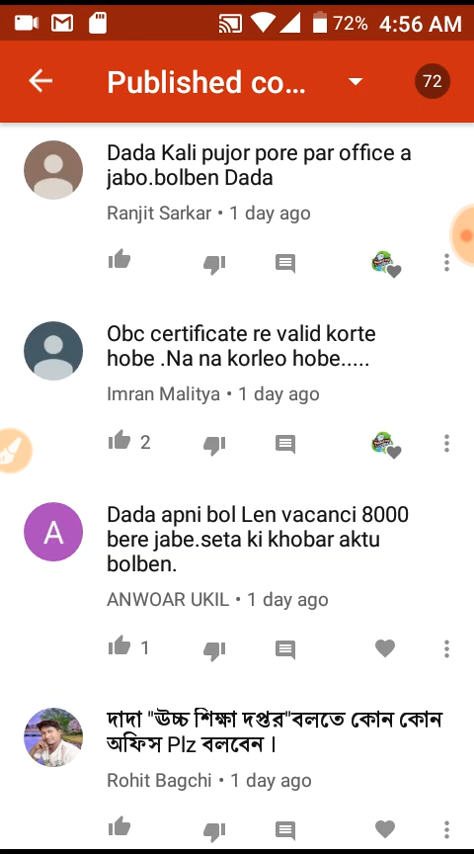 72% 4:56 AM
Published co... 72
Dada Kali pujor pore par office a
jabo.bolben Dada
Ranjit Sarkar • 1 day ago
Obc certificate re valid korte
hobe .Na na korleo hobe.....
Imran Malitya • 1 day ago
2
Dada apni bol Len vacanci 8000
A
bere jabe.seta ki khobar aktu
bolben.
ANWOAR UKIL • 1 day ago
1
দাদা "উচ্চ শিক্ষা দপ্তর"বলতে কোন কোন
অফিস Plz বলবেন ।
Rohit Bagchi • 1 day ago